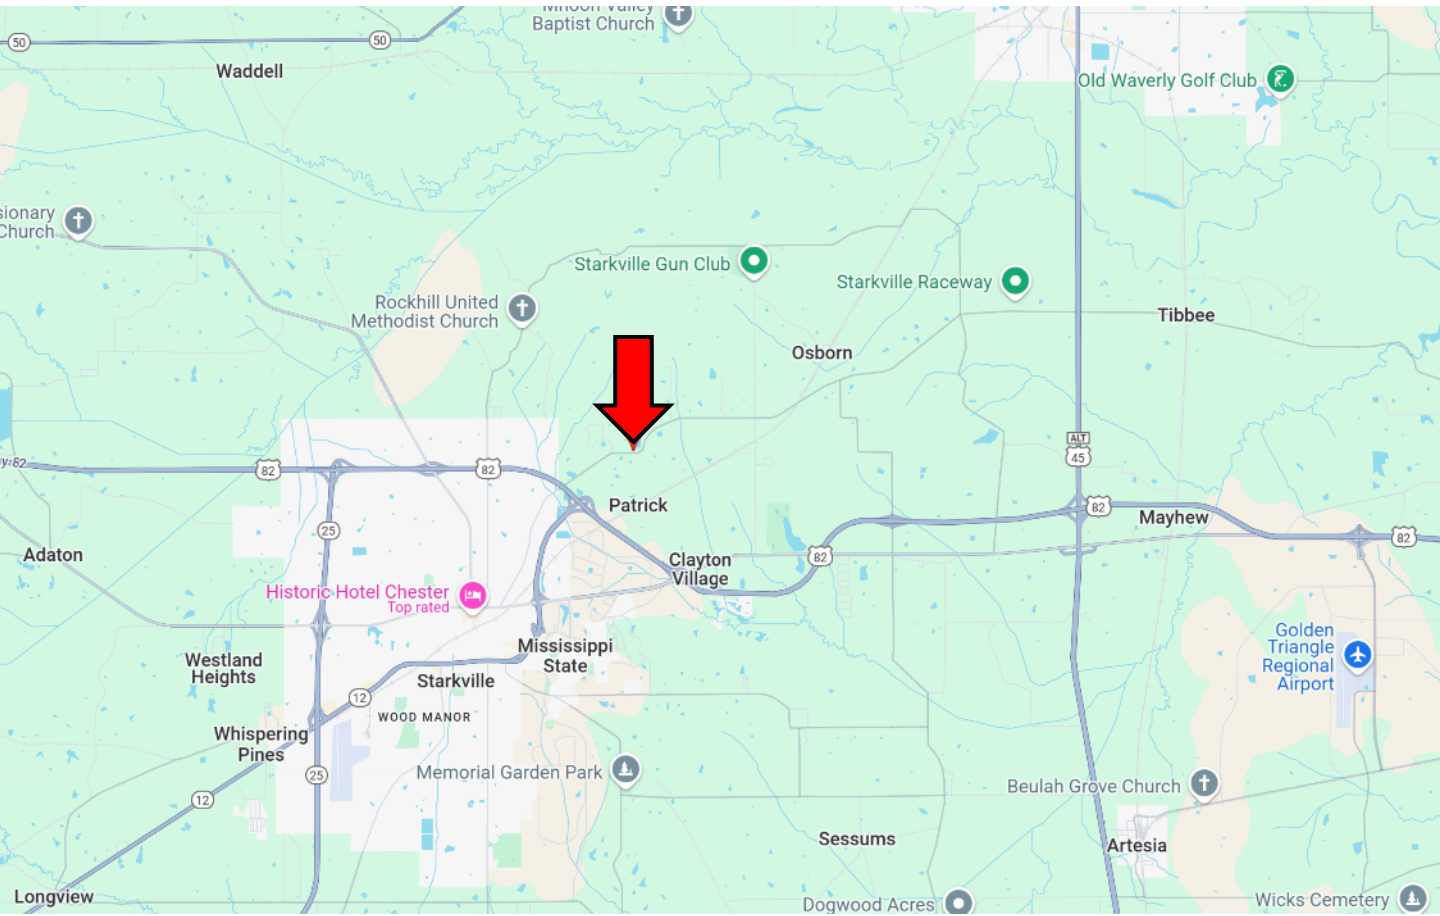 Mhoon Valley
Baptist Church
50
50
Waddell
Old Waverly Golf Club
sionary
Church
Starkville Gun Club
Starkville Raceway
Rockhill United
Methodist Church
Tibbee
Osborn
ALT
45
y 82
82
82
Patrick
82
Mayhew
82
25
Adaton
Clayton
Village
82
Historic Hotel Chester
Top rated
Mississippi
State
Golden
Triangle
Regional
Airport
Westland
Heights
Starkville
12
WOOD MANOR
Whispering
Pines
25
Memorial Garden Park
Beulah Grove Church
12
Sessums
Artesia
Longview
Dogwood Acres
Wicks Cemetery